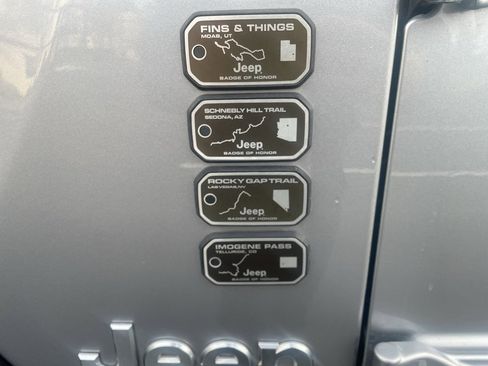 FINS & THINGS
MOAB, UT
Jeep
BADGE OF HONOR
SCHNEBLY HILL TRAIL
SEDONA, AZ
Jeep
BADGE OF HONOR
ROCKY GAP TRAIL
LAS VEGAS, NV
Jeep
BADGE OF HONOR
IMOGENE PASS
TELLURIDE, CO
Jeep
BADGE OF HONOR
Jeep